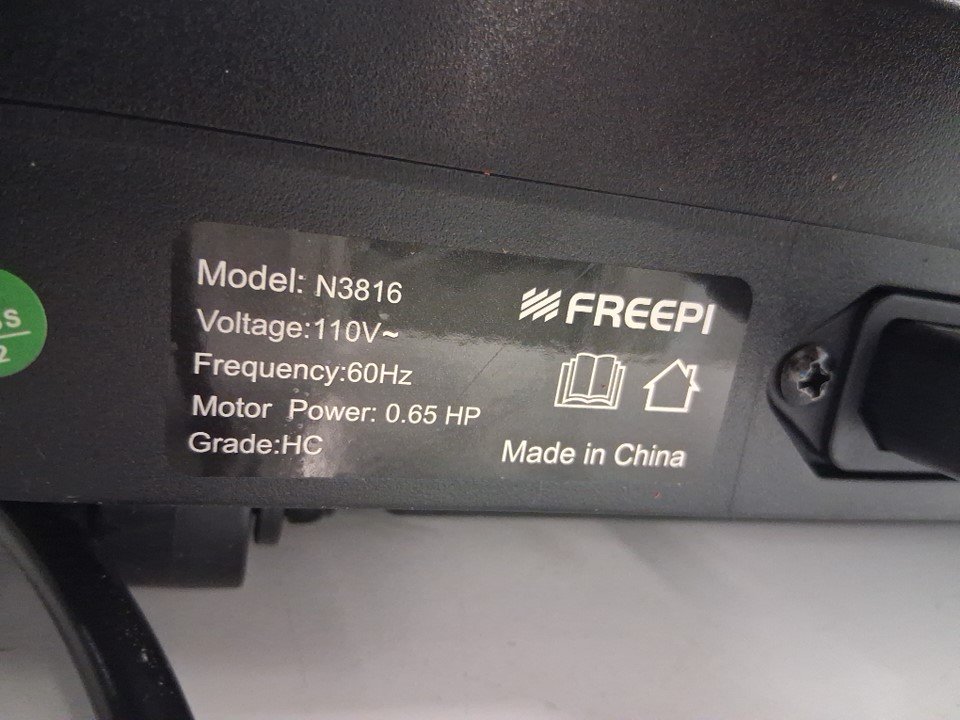 Model: N3816
Voltage:110V~
Frequency:60Hz
Motor Power: 0.65 HP
Grade:HC
FREEPI
Made in China